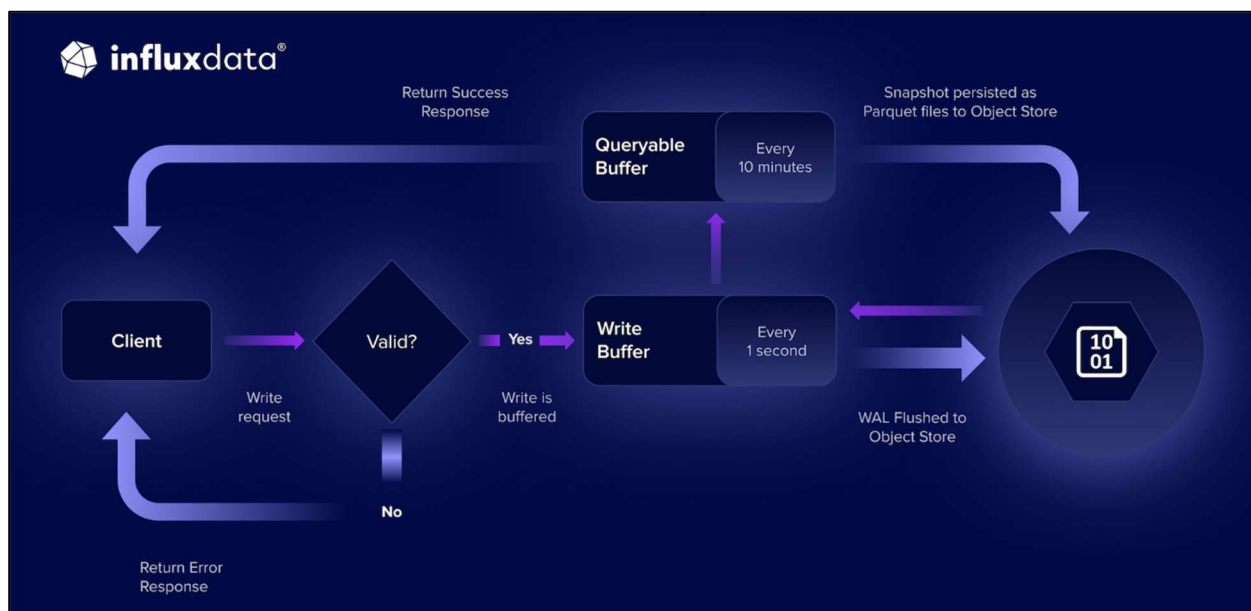 influxdata®
Return Success
Response
Queryable
Buffer
Every
10 minutes
Snapshot persisted as
Parquet files to Object Store
Client
Write
request
Valid?
Yes
Write is
buffered
Write
Buffer
Every
1 second
WAL Flushed to
Object Store
10
01
No
Return Error
Response